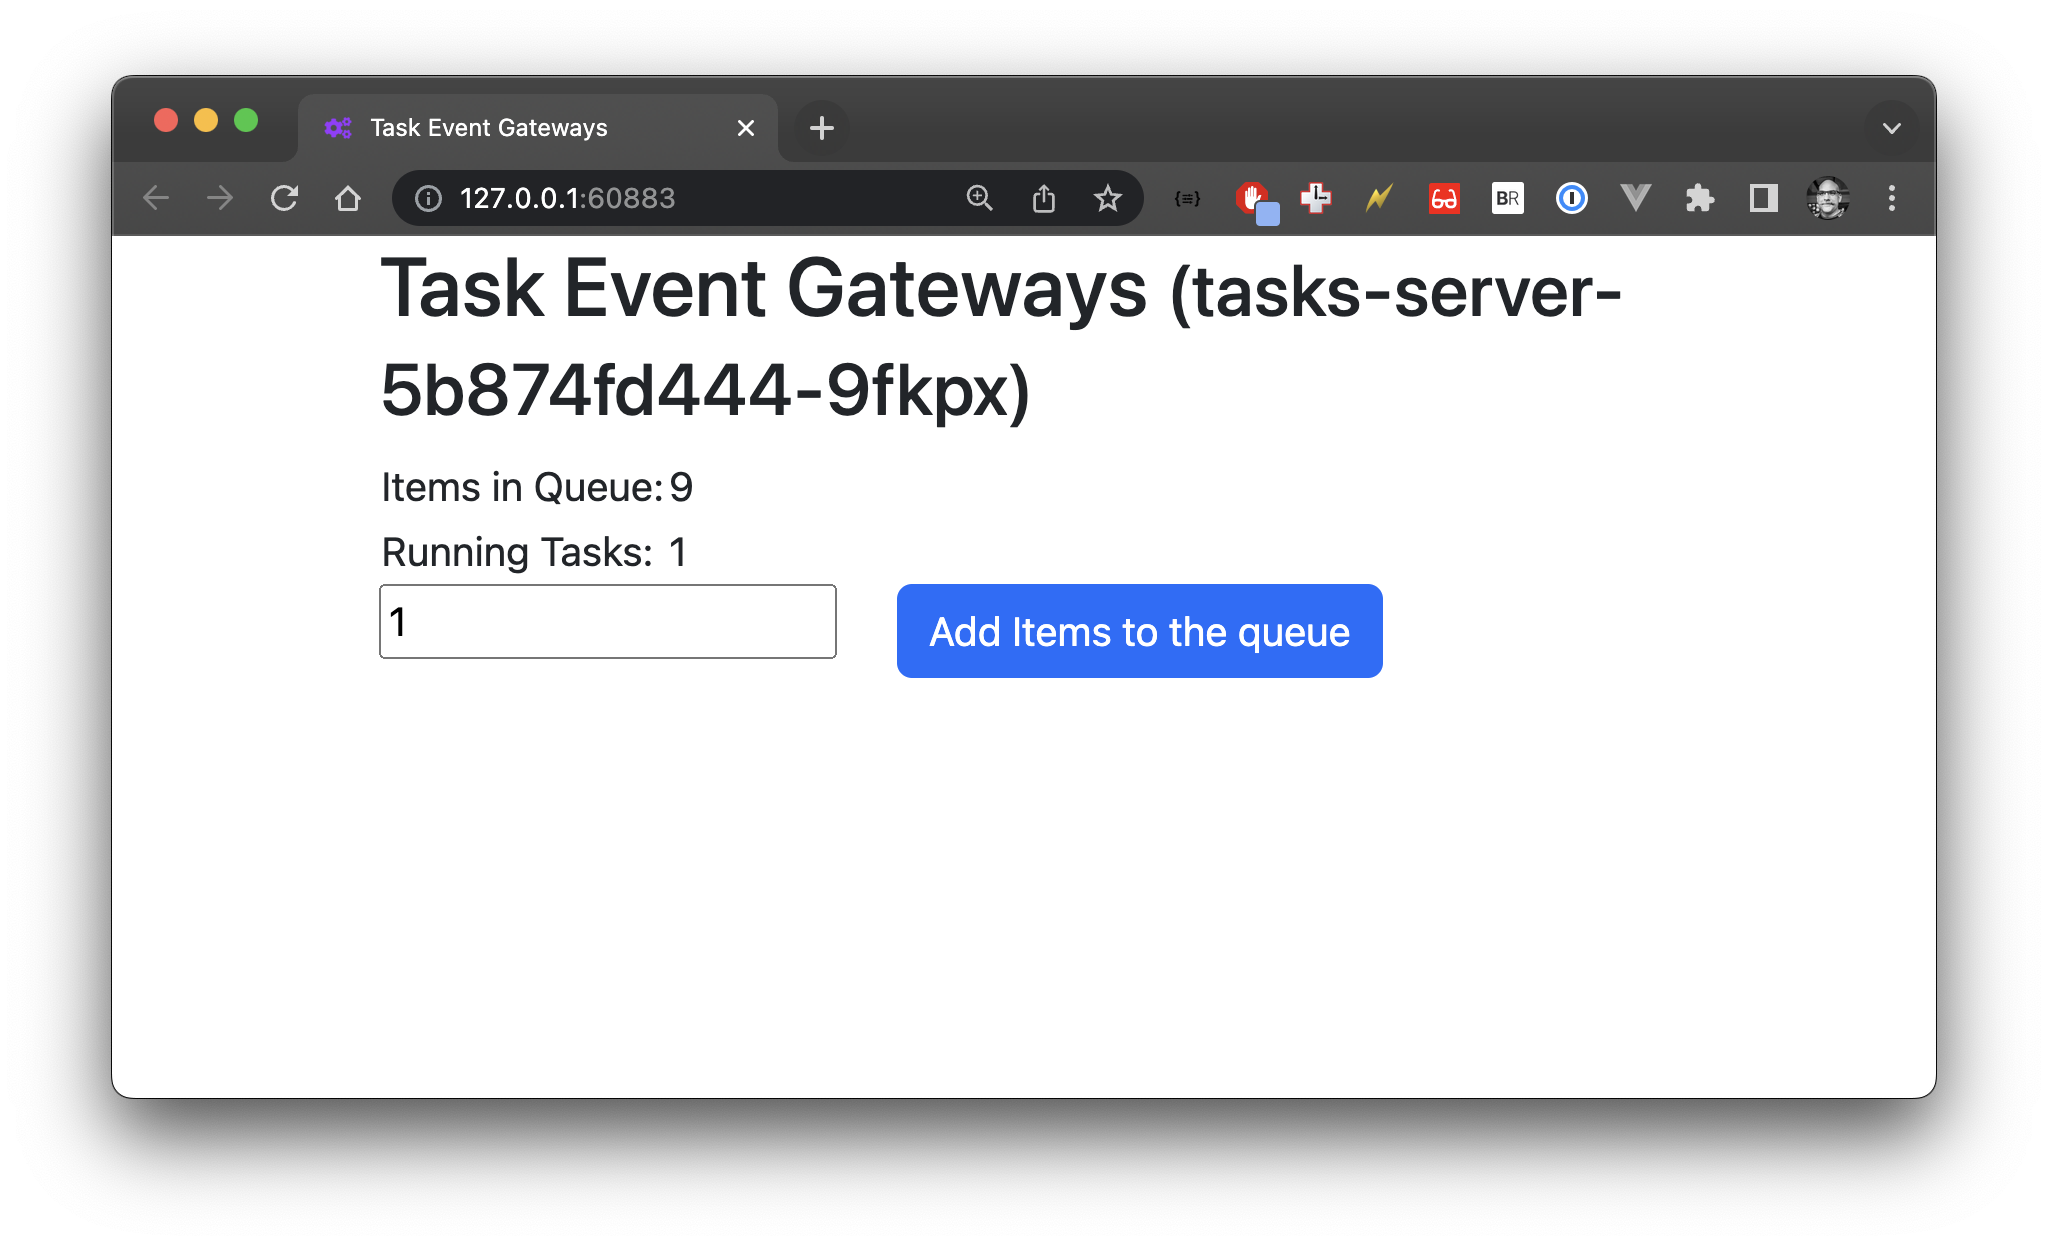 Task Event Gateways
127.0.0.1:60883
{≡}
BR
Task Event Gateways (tasks-server-
5b874fd444-9fkpx)
Items in Queue: 9
Running Tasks: 1
1
Add Items to the queue